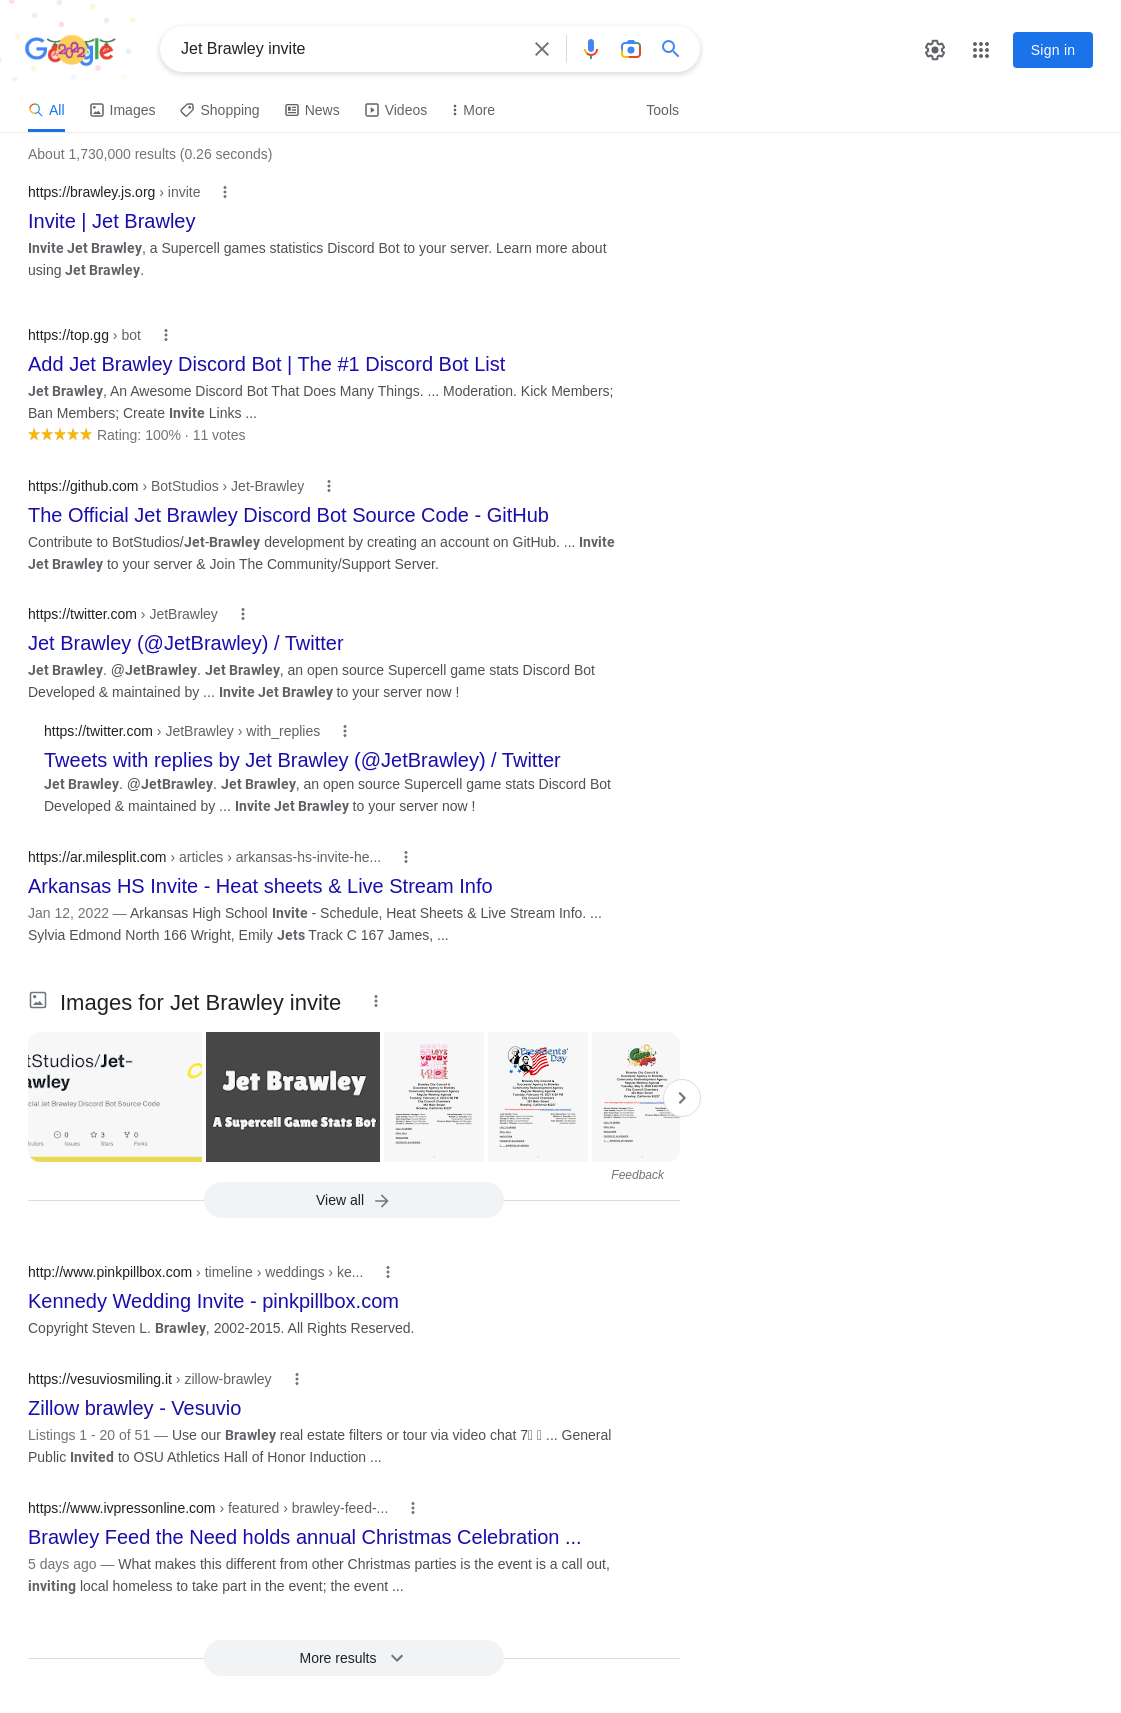 Google
Jet Brawley invite
Sign in
All
Images
Shopping
News
Videos
More
Tools
About 1,730,000 results (0.26 seconds)
https://brawley.js.org › invite
Invite | Jet Brawley
Invite Jet Brawley, a Supercell games statistics Discord Bot to your server. Learn more about
using Jet Brawley.
https://top.gg › bot
Add Jet Brawley Discord Bot | The #1 Discord Bot List
Jet Brawley, An Awesome Discord Bot That Does Many Things. ... Moderation. Kick Members;
Ban Members; Create Invite Links ...
Rating: 100% · 11 votes
https://github.com › BotStudios › Jet-Brawley
The Official Jet Brawley Discord Bot Source Code - GitHub
Contribute to BotStudios/Jet-Brawley development by creating an account on GitHub. ... Invite
Jet Brawley to your server & Join The Community/Support Server.
https://twitter.com › JetBrawley
Jet Brawley (@JetBrawley) / Twitter
Jet Brawley. @JetBrawley. Jet Brawley, an open source Supercell game stats Discord Bot
Developed & maintained by ... Invite Jet Brawley to your server now !
https://twitter.com › JetBrawley › with_replies
Tweets with replies by Jet Brawley (@JetBrawley) / Twitter
Jet Brawley. @JetBrawley. Jet Brawley, an open source Supercell game stats Discord Bot
Developed & maintained by ... Invite Jet Brawley to your server now !
https://ar.milesplit.com › articles › arkansas-hs-invite-he...
Arkansas HS Invite - Heat sheets & Live Stream Info
Jan 12, 2022 — Arkansas High School Invite - Schedule, Heat Sheets & Live Stream Info. ...
Sylvia Edmond North 166 Wright, Emily Jets Track C 167 James, ...
Images for Jet Brawley invite
tStudios/Jet-
awley
cial Jet Brawley Discord Bot Source Code
0
3
0
butors
Issues
Stars
Forks
Jet Brawley
A Supercell Game Stats Bot
LOVE
Presidents'
Day
Feedback
View all
http://www.pinkpillbox.com › timeline › weddings › ke...
Kennedy Wedding Invite - pinkpillbox.com
Copyright Steven L. Brawley, 2002-2015. All Rights Reserved.
https://vesuviosmiling.it › zillow-brawley
Zillow brawley - Vesuvio
Listings 1 - 20 of 51 — Use our Brawley real estate filters or tour via video chat 7 ... General
Public Invited to OSU Athletics Hall of Honor Induction ...
https://www.ivpressonline.com › featured › brawley-feed-...
Brawley Feed the Need holds annual Christmas Celebration ...
5 days ago — What makes this different from other Christmas parties is the event is a call out,
inviting local homeless to take part in the event; the event ...
More results